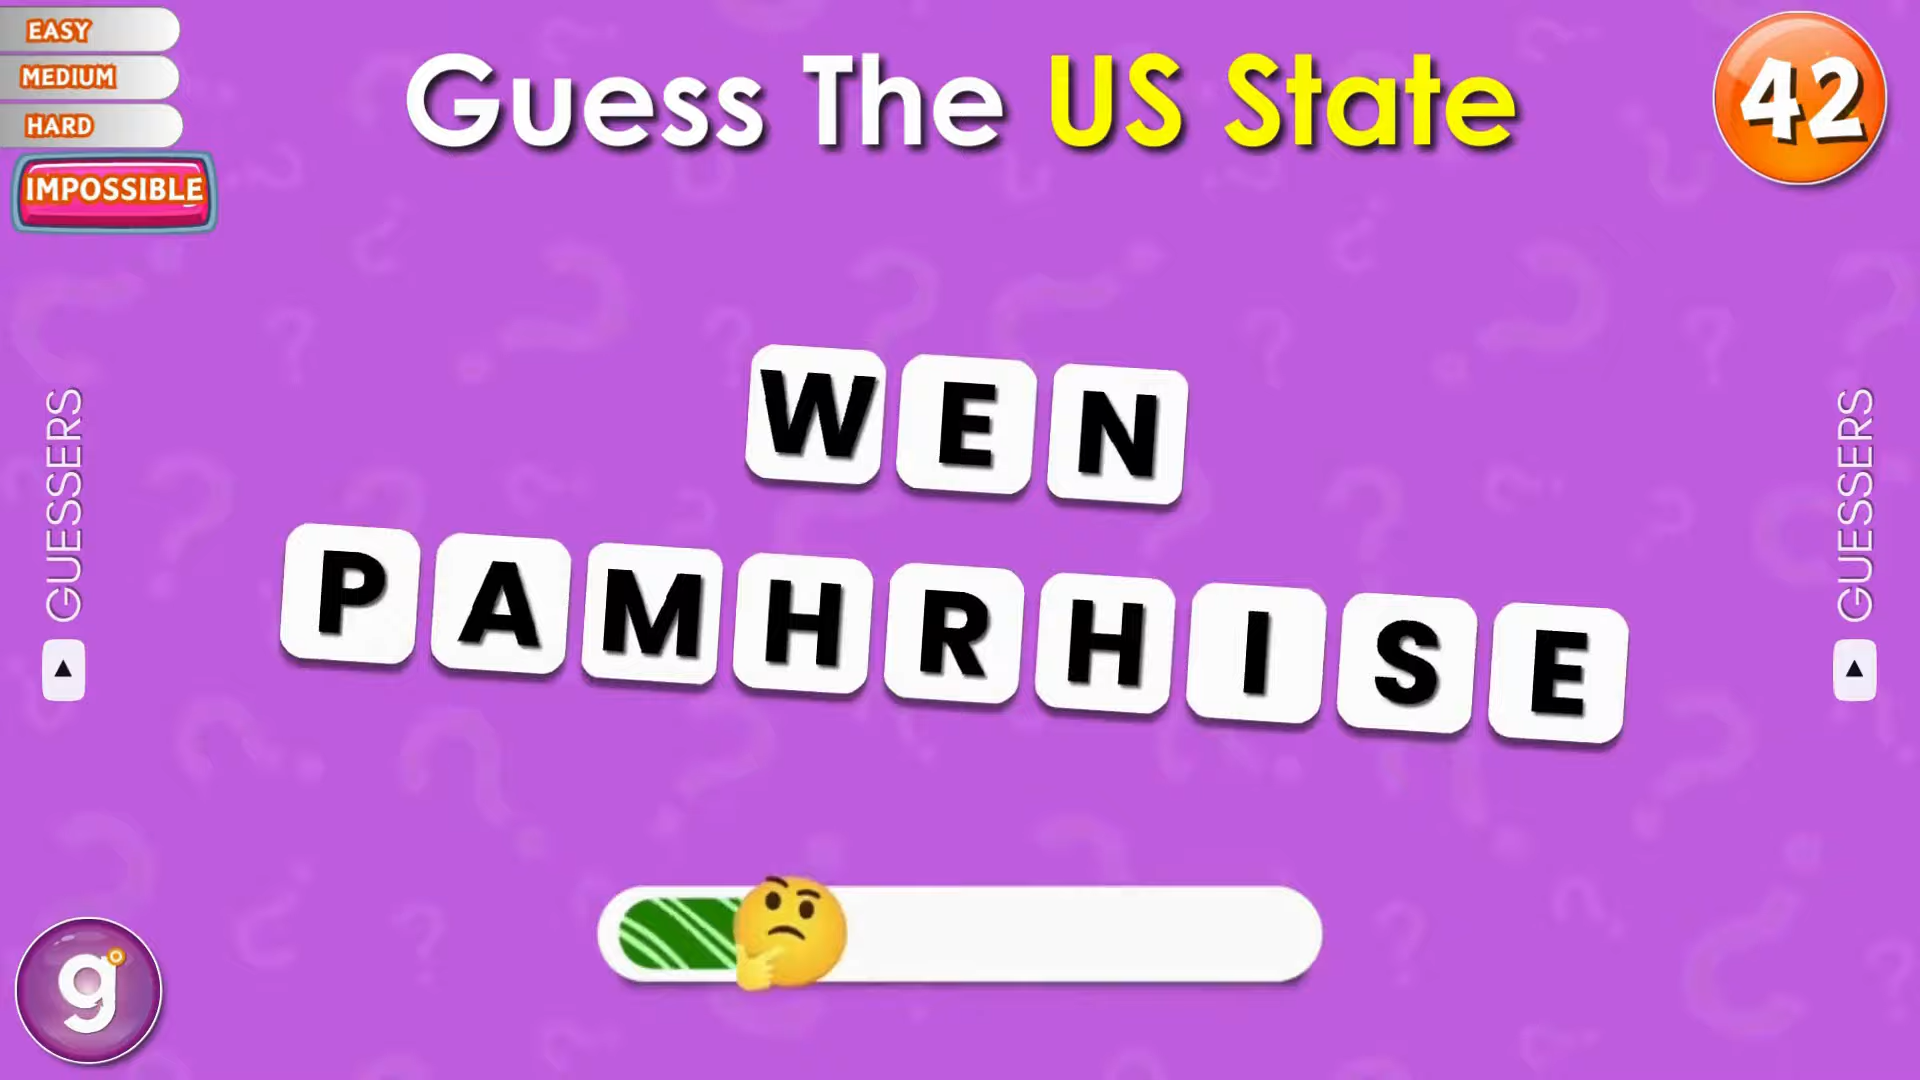 EASY
MEDIUM
HARD
IMPOSSIBLE
Guess The US State
42
WEN
PAMHRHISE
GUESSERS
GUESSERS
g